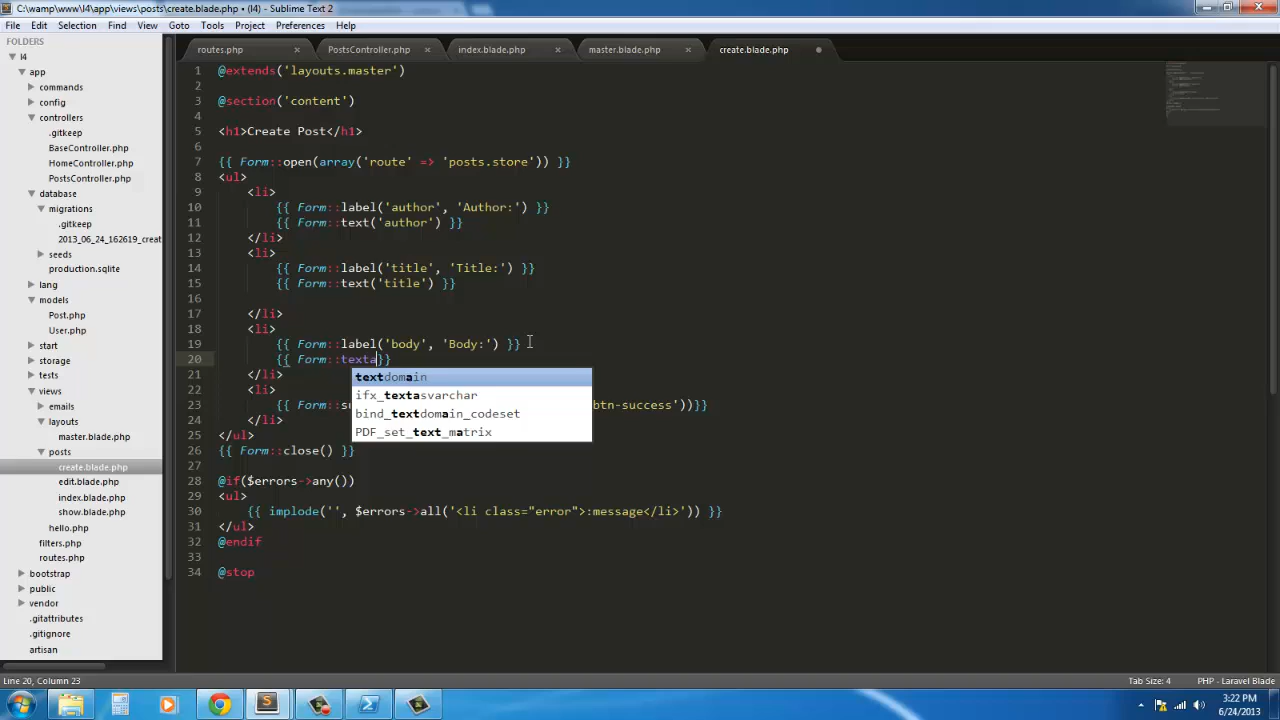 C:\wamp\www\l4\app\views\posts\create.blade.php • (l4) - Sublime Text 2
File Edit Selection Find View Goto Tools Project Preferences Help
FOLDERS
l4
app
commands
config
controllers
.gitkeep
BaseController.php
HomeController.php
PostsController.php
database
migrations
.gitkeep
2013_06_24_162619_creat
seeds
production.sqlite
lang
models
Post.php
User.php
start
storage
tests
views
emails
layouts
master.blade.php
posts
create.blade.php
edit.blade.php
index.blade.php
show.blade.php
hello.php
filters.php
routes.php
bootstrap
public
vendor
.gitattributes
.gitignore
artisan
routes.php PostsController.php index.blade.php master.blade.php create.blade.php
1 @extends('layouts.master')
2
3 @section('content')
4
5 <h1>Create Post</h1>
6
7 {{ Form::open(array('route' => 'posts.store')) }}
8 <ul>
9 <li>
10 {{ Form::label('author', 'Author:') }}
11 {{ Form::text('author') }}
12 </li>
13 <li>
14 {{ Form::label('title', 'Title:') }}
15 {{ Form::text('title') }}
16
17 </li>
18 <li>
19 {{ Form::label('body', 'Body:') }}
20 {{ Form::texta}}
textdomain
ifx_textasvarchar
bind_textdomain_codeset
PDF_set_text_matrix
21 </li>
22 <li>
23 {{ Form::su btn-success'))}}
24 </li>
25 </ul>
26 {{ Form::close() }}
27
28 @if($errors->any())
29 <ul>
30 {{ implode('', $errors->all('<li class="error">:message</li>')) }}
31 </ul>
32 @endif
33
34 @stop
Line 20, Column 23 Tab Size: 4 PHP - Laravel Blade
3:22 PM
6/24/2013